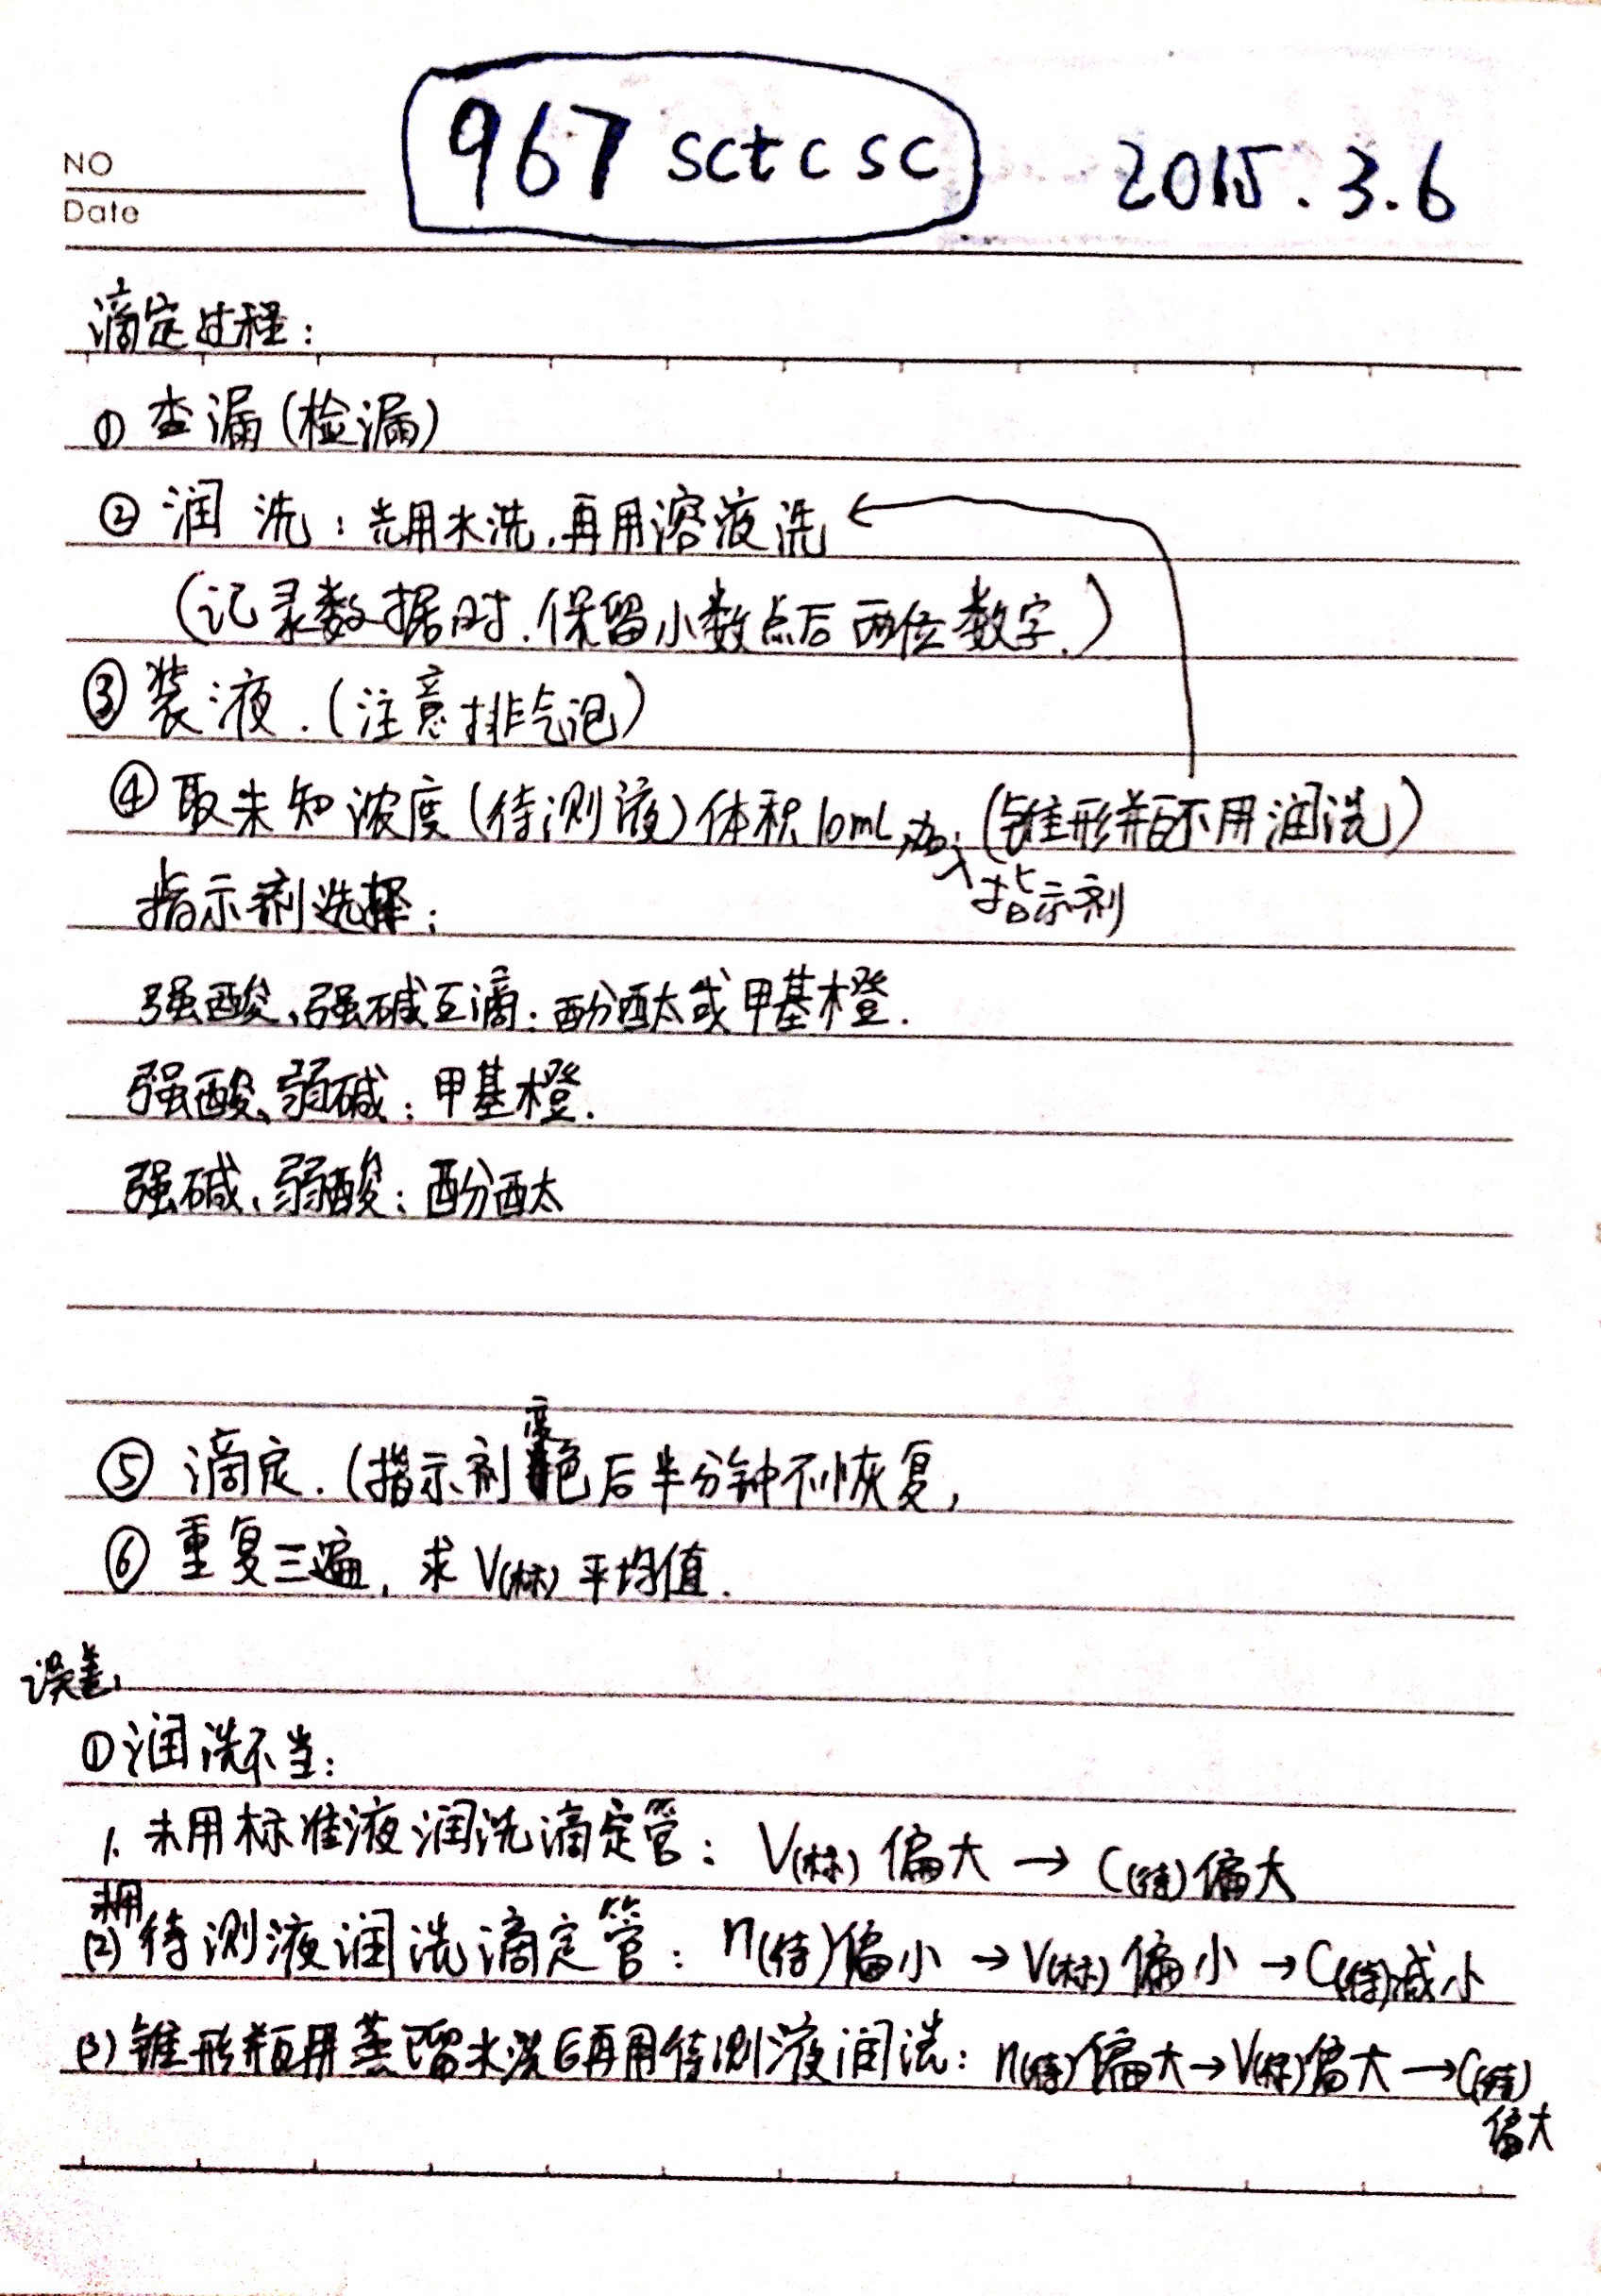 NO
Date
967 sctcsc
2015.3.6
滴定过程:
① 查漏(检漏)
② 润洗:先用水洗,再用溶液洗
(记录数据时.保留小数点后两位数字.)
③ 装液.(注意排气泡)
④ 取未知浓度(待测液)体积10mL,加入指示剂(锥形瓶不用润洗)
指示剂选择:
强酸、强碱互滴:酚酞或甲基橙.
强酸、弱碱:甲基橙.
强碱、弱酸:酚酞
⑤ 滴定.(指示剂变色后半分钟不恢复,
⑥ 重复三遍,求V(标)平均值.
误差:
①润洗不当:
1. 未用标准液润洗滴定管:V(标)偏大→C(待)偏大
(2)未用待测液润洗滴定管:n(待)偏小→V(标)偏小→C(待)减小
(3)锥形瓶用蒸馏水洗后再用待测液润洗:n(待)偏大→V(标)偏大→C(待)
偏大